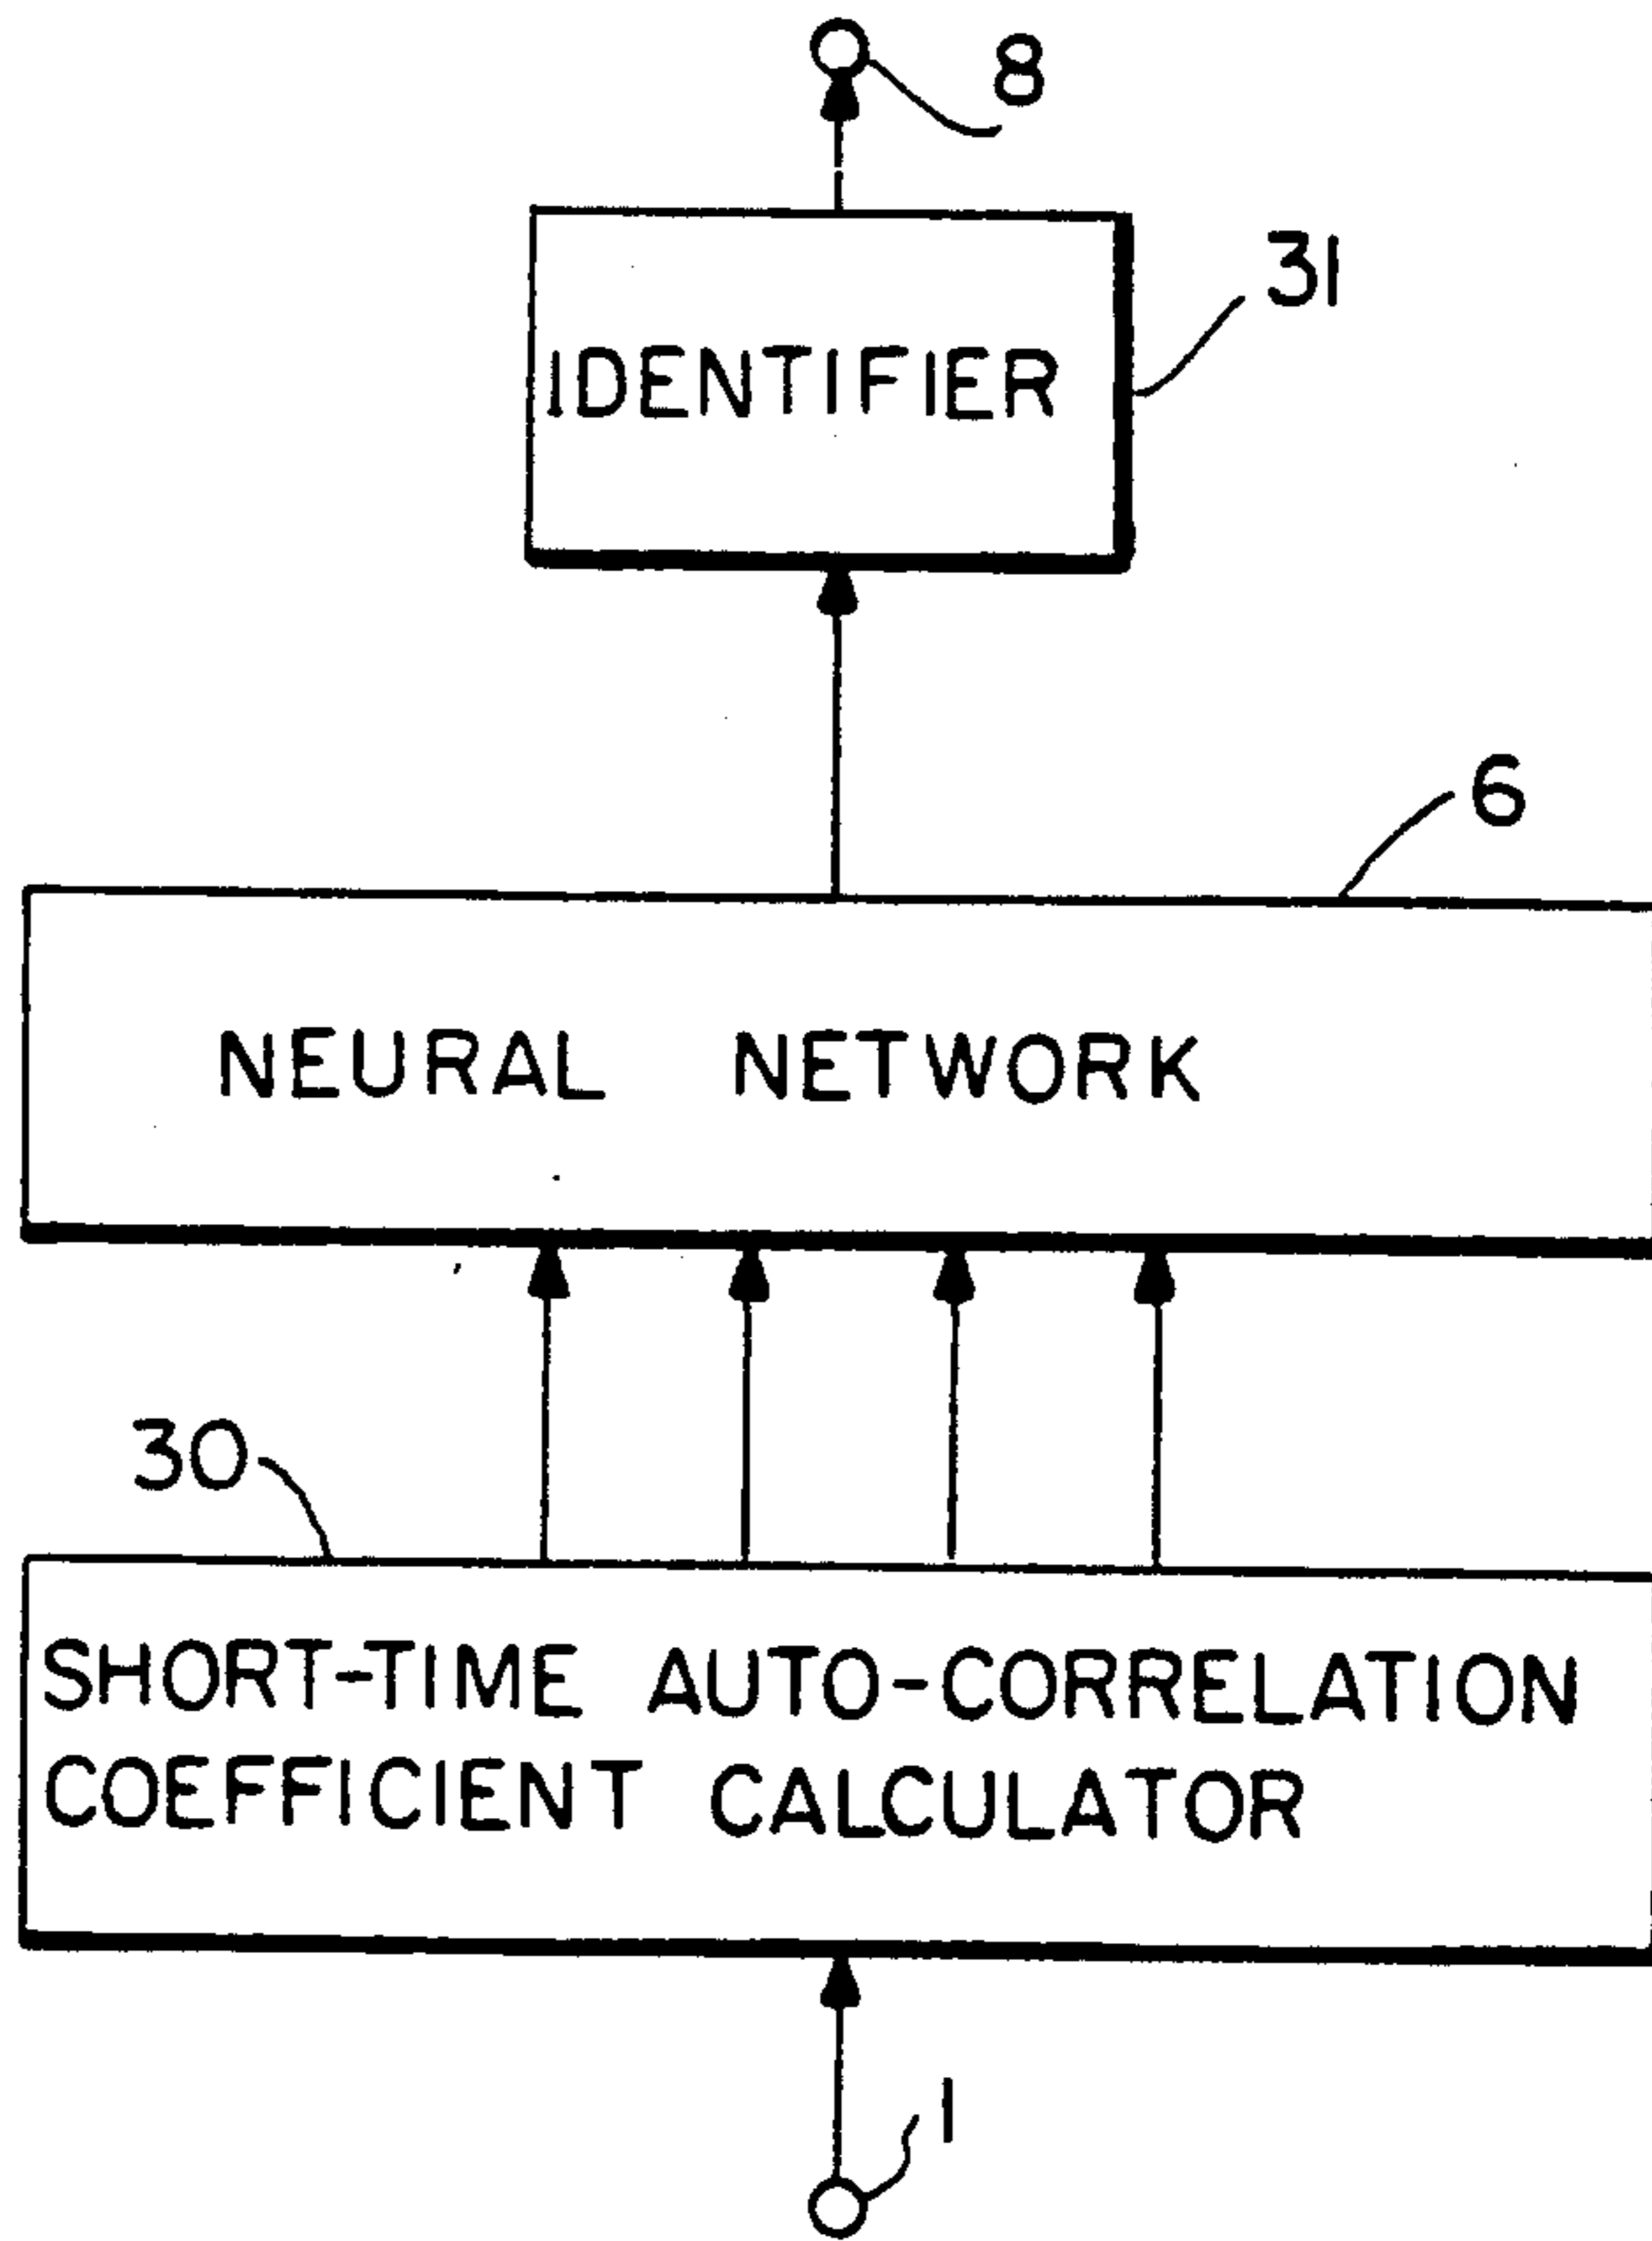 8
31
IDENTIFIER
6
NEURAL NETWORK
30
SHORT-TIME AUTO-CORRELATION
COEFFICIENT CALCULATOR
1